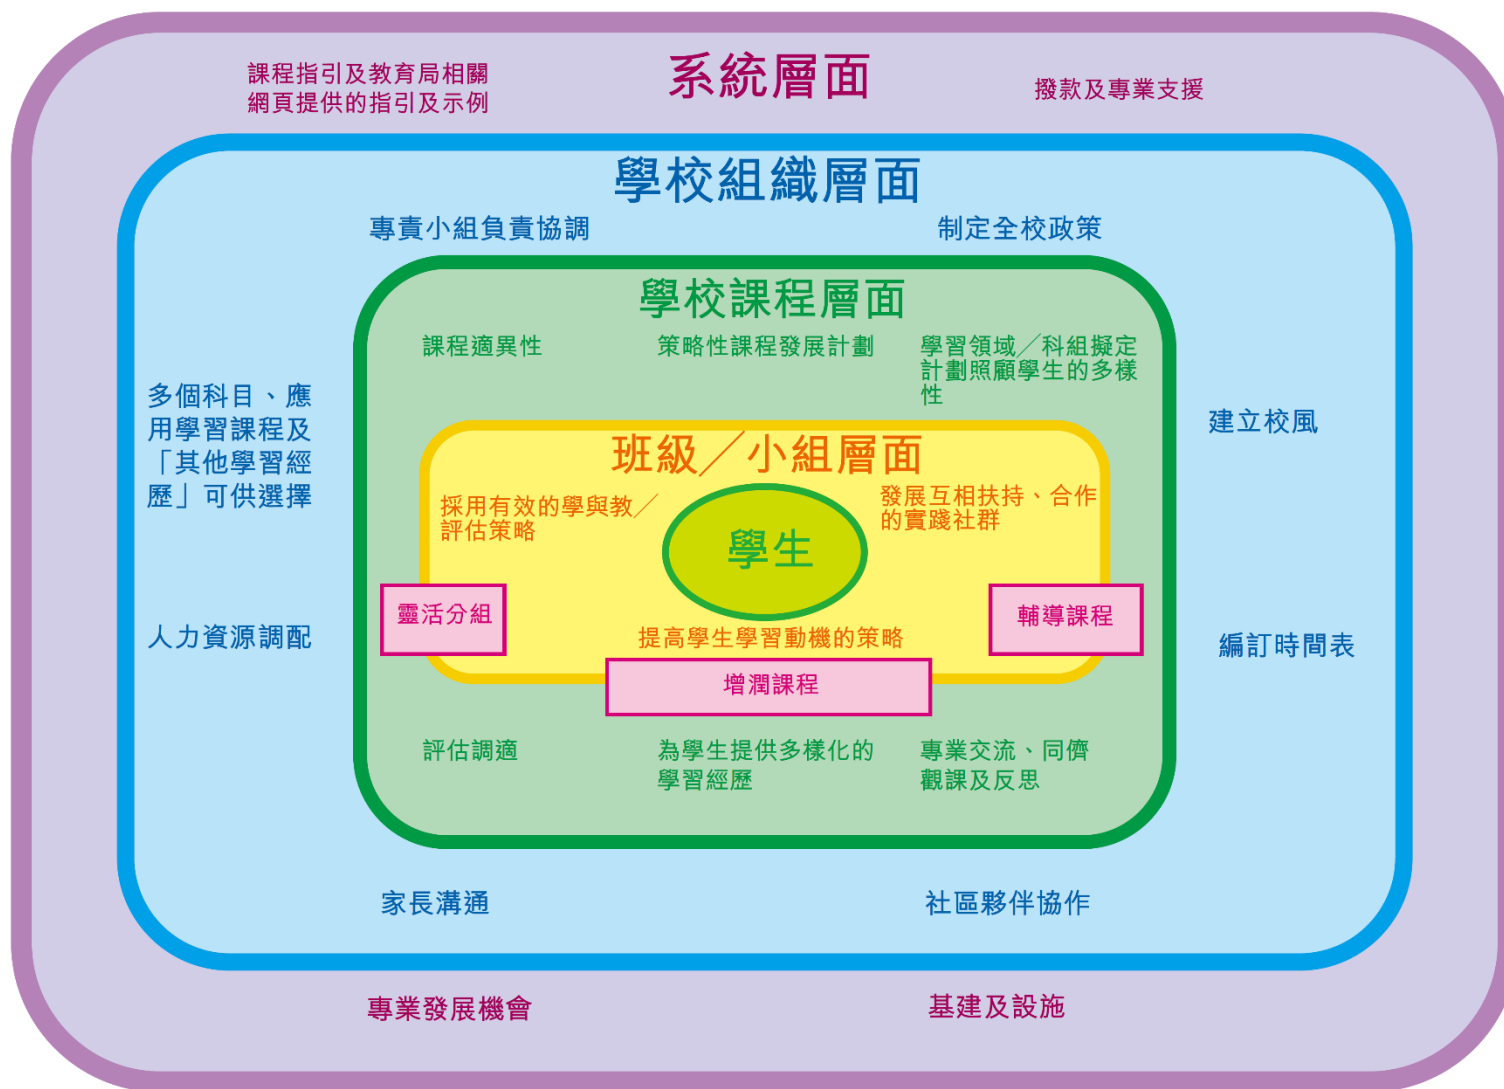 系統層面
課程指引及教育局相關
網頁提供的指引及示例
撥款及專業支援
學校組織層面
專責小組負責協調
制定全校政策
學校課程層面
課程適異性
策略性課程發展計劃
學習領域／科組擬定
計劃照顧學生的多樣
性
多個科目、應
用學習課程及
「其他學習經
歷」可供選擇
建立校風
班級／小組層面
採用有效的學與教／
評估策略
發展互相扶持、合作
的實踐社群
學生
靈活分組
輔導課程
人力資源調配
提高學生學習動機的策略
編訂時間表
增潤課程
評估調適
為學生提供多樣化的
學習經歷
專業交流、同儕
觀課及反思
家長溝通
社區夥伴協作
專業發展機會
基建及設施